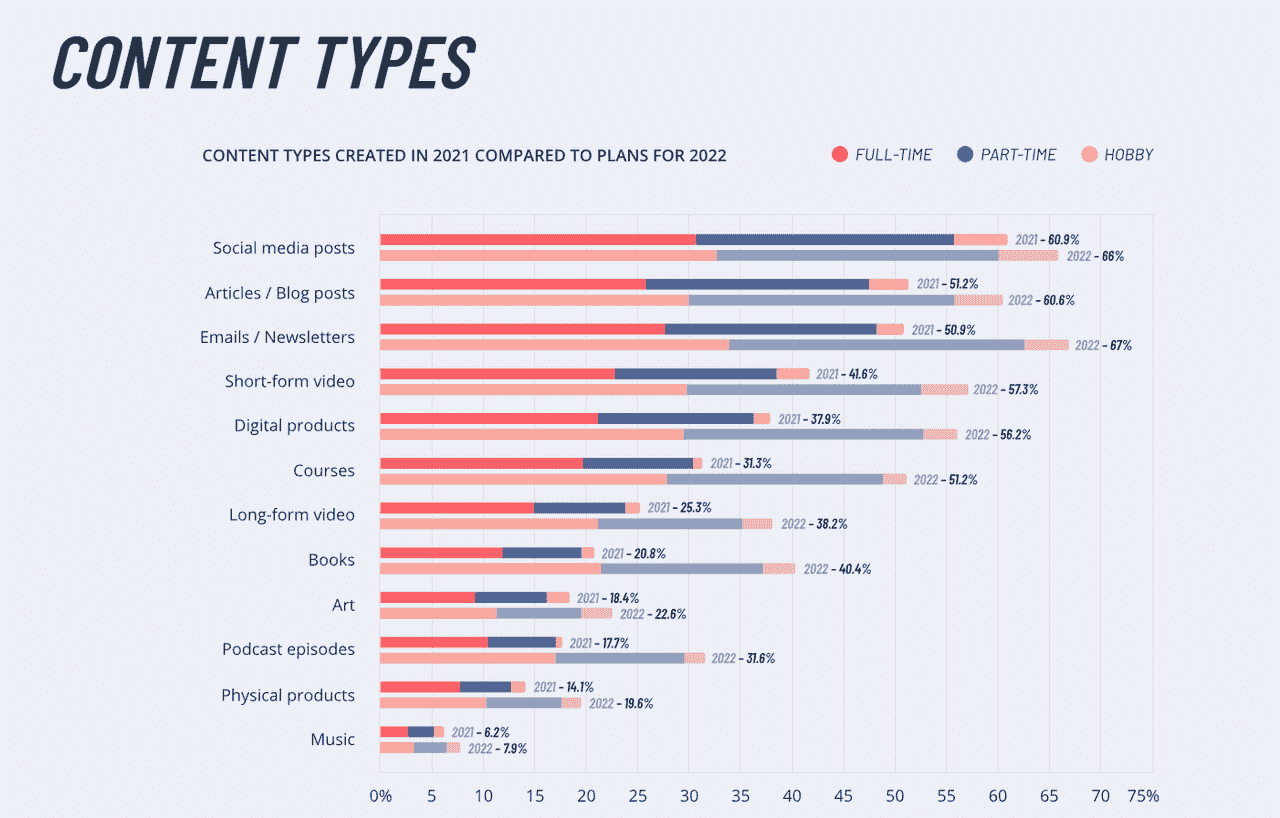 CONTENT TYPES
CONTENT TYPES CREATED IN 2021 COMPARED TO PLANS FOR 2022
FULL-TIME
PART-TIME
HOBBY
Social media posts
2021 – 60.9%
2022 – 66%
Articles / Blog posts
2021 – 51.2%
2022 – 60.6%
Emails / Newsletters
2021 – 50.9%
2022 – 67%
Short-form video
2021 – 41.6%
2022 – 57.3%
Digital products
2021 – 37.9%
2022 – 56.2%
Courses
2021 – 31.3%
2022 – 51.2%
Long-form video
2021 – 25.3%
2022 – 38.2%
Books
2021 – 20.8%
2022 – 40.4%
Art
2021 – 18.4%
2022 – 22.6%
Podcast episodes
2021 – 17.7%
2022 – 31.6%
Physical products
2021 – 14.1%
2022 – 19.6%
Music
2021 – 6.2%
2022 – 7.9%
0% 5 10 15 20 25 30 35 40 45 50 55 60 65 70 75%